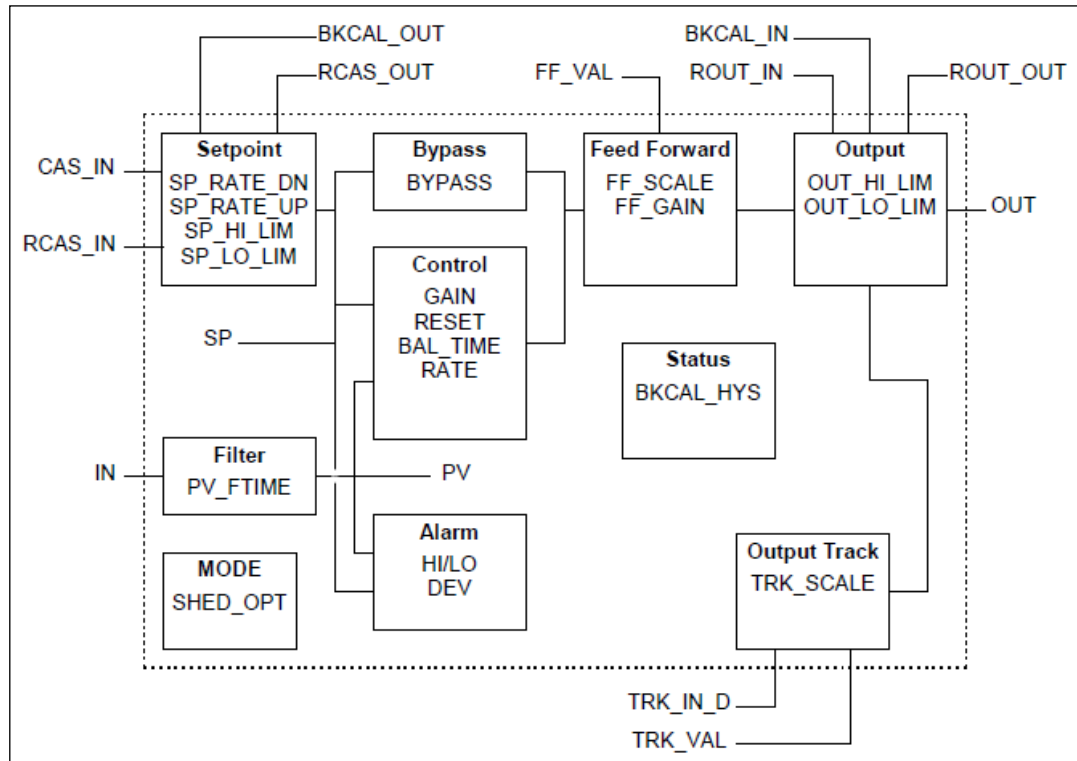 BKCAL_OUT
BKCAL_IN
RCAS_OUT
FF_VAL
ROUT_IN
ROUT_OUT
CAS_IN
RCAS_IN
Setpoint
SP_RATE_DN
SP_RATE_UP
SP_HI_LIM
SP_LO_LIM
Bypass
BYPASS
Feed Forward
FF_SCALE
FF_GAIN
Output
OUT_HI_LIM
OUT_LO_LIM
OUT
Control
GAIN
RESET
BAL_TIME
RATE
SP
Status
BKCAL_HYS
IN
Filter
PV_FTIME
PV
Alarm
HI/LO
DEV
MODE
SHED_OPT
Output Track
TRK_SCALE
TRK_IN_D
TRK_VAL